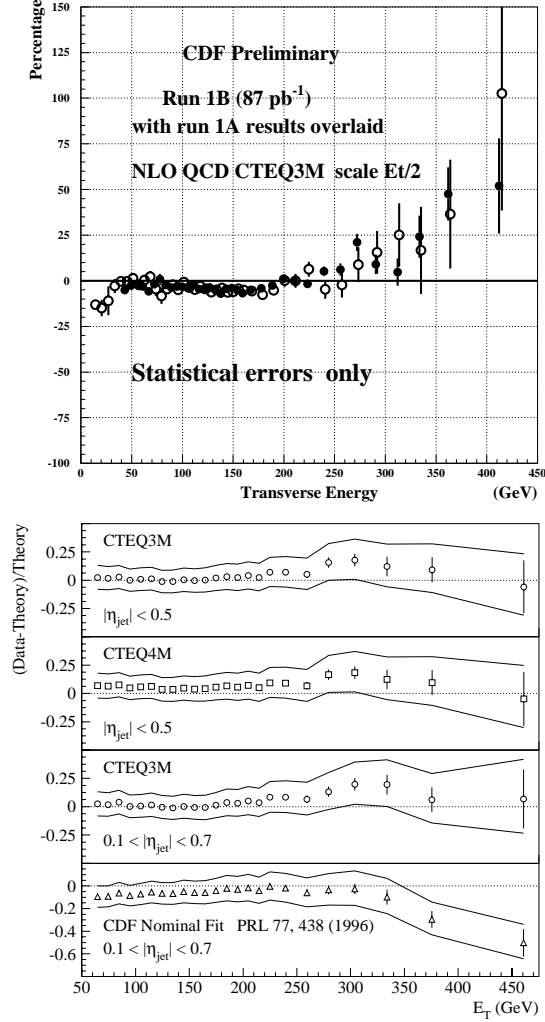 Percentage
150
125
100
75
50
25
0
-25
-50
-75
-100
CDF Preliminary
Run 1B (87 pb⁻¹)
with run 1A results overlaid
NLO QCD CTEQ3M scale Et/2
Statistical errors only
0 50 100 150 200 250 300 350 400 450
Transverse Energy (GeV)
(Data-Theory)/Theory
0.25
0
-0.25
CTEQ3M
|η_jet| < 0.5
0.25
0
-0.25
CTEQ4M
|η_jet| < 0.5
0.25
0
-0.25
CTEQ3M
0.1 < |η_jet| < 0.7
0
-0.2
-0.4
-0.6
CDF Nominal Fit PRL 77, 438 (1996)
0.1 < |η_jet| < 0.7
50 100 150 200 250 300 350 400 450
E_T (GeV)